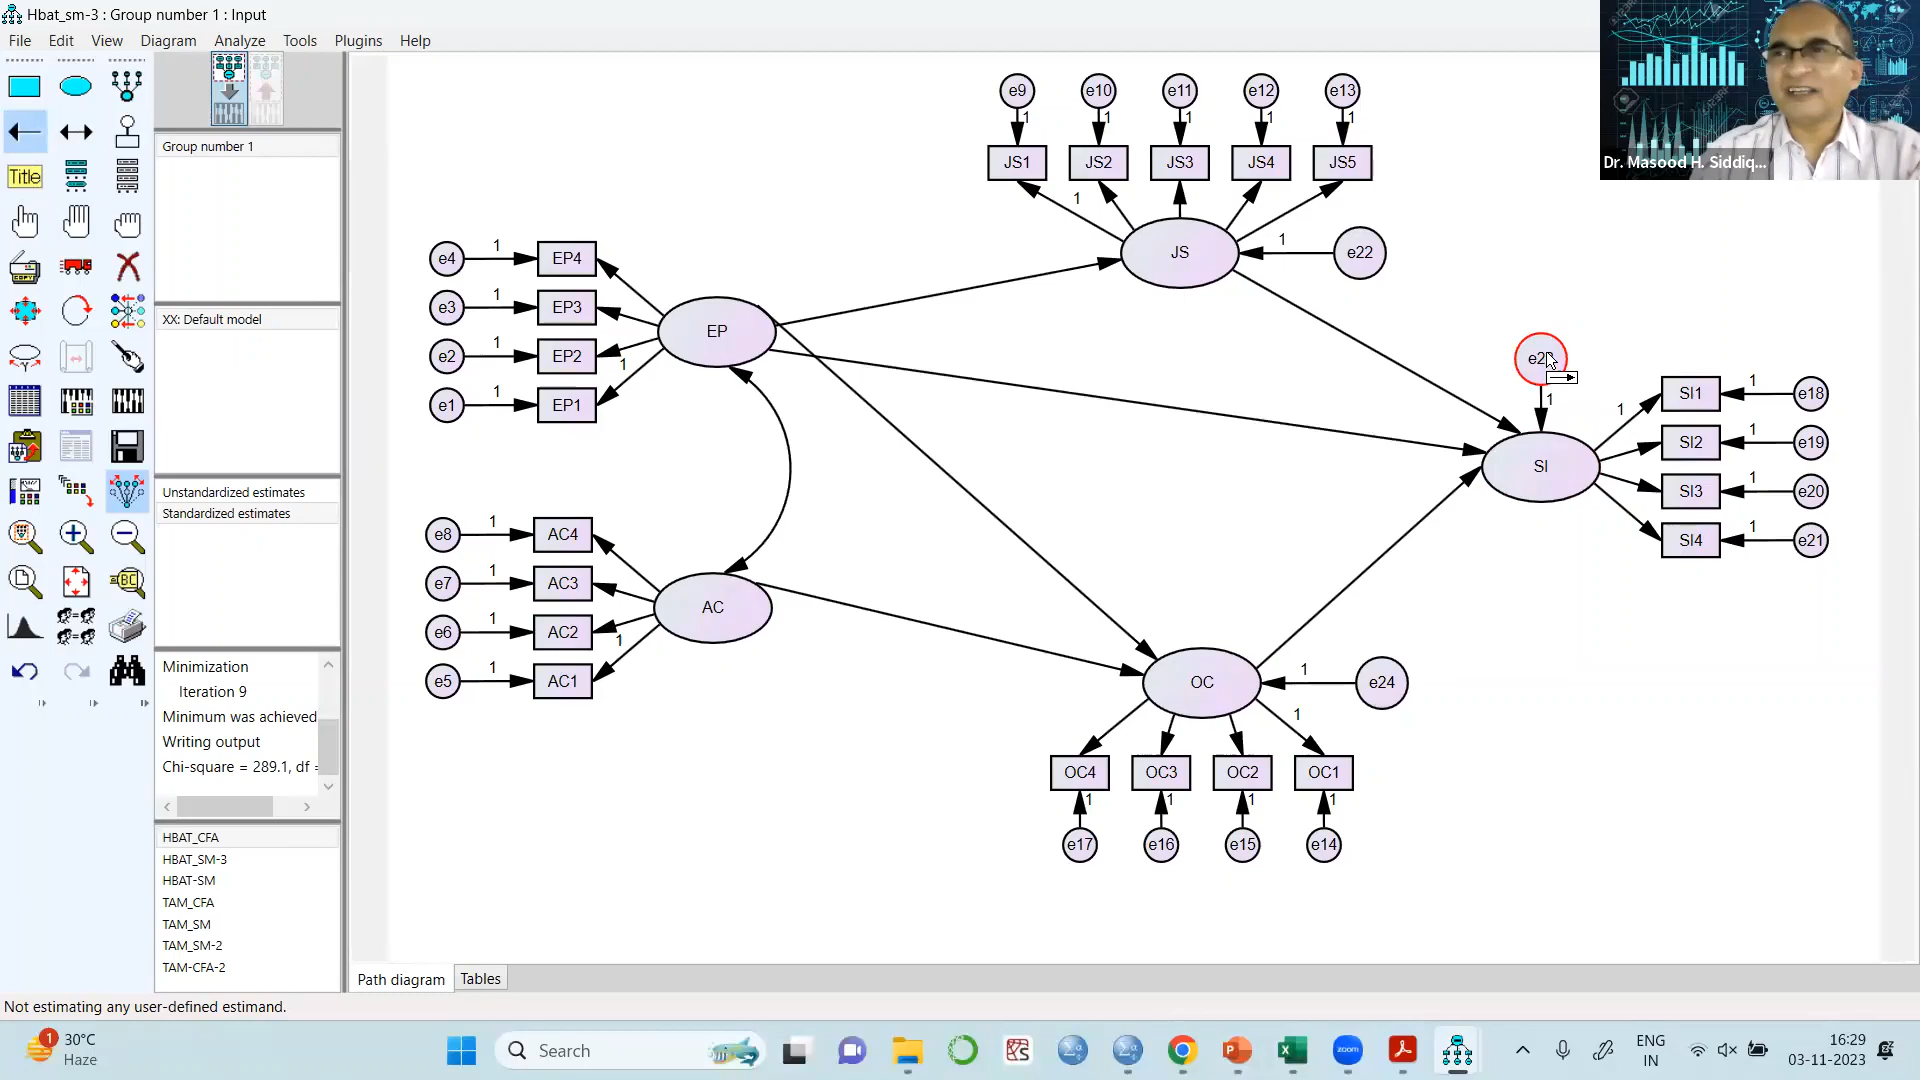 Hbat_sm-3 : Group number 1 : Input
File Edit View Diagram Analyze Tools Plugins Help
Title
Group number 1
XX: Default model
Unstandardized estimates
Standardized estimates
Minimization
Iteration 9
Minimum was achieved
Writing output
Chi-square = 289.1, df =
HBAT_CFA
HBAT_SM-3
HBAT-SM
TAM_CFA
TAM_SM
TAM_SM-2
TAM-CFA-2
e9 e10 e11 e12 e13
1 1 1 1 1
JS1 JS2 JS3 JS4 JS5
1
JS 1 e22
e4 1 EP4
e3 1 EP3
e2 1 EP2
e1 1 EP1
1
EP
e8 1 AC4
e7 1 AC3
e6 1 AC2
e5 1 AC1
1
AC
1
SI
1
SI1 1 e18
SI2 1 e19
SI3 1 e20
SI4 1 e21
OC 1 e24
1
OC4 OC3 OC2 OC1
1 1 1 1
e17 e16 e15 e14
Dr. Masood H. Siddiq...
Path diagram Tables
Not estimating any user-defined estimand.
1
30°C
Haze
Search
zoom
ENG
IN
16:29
03-11-2023